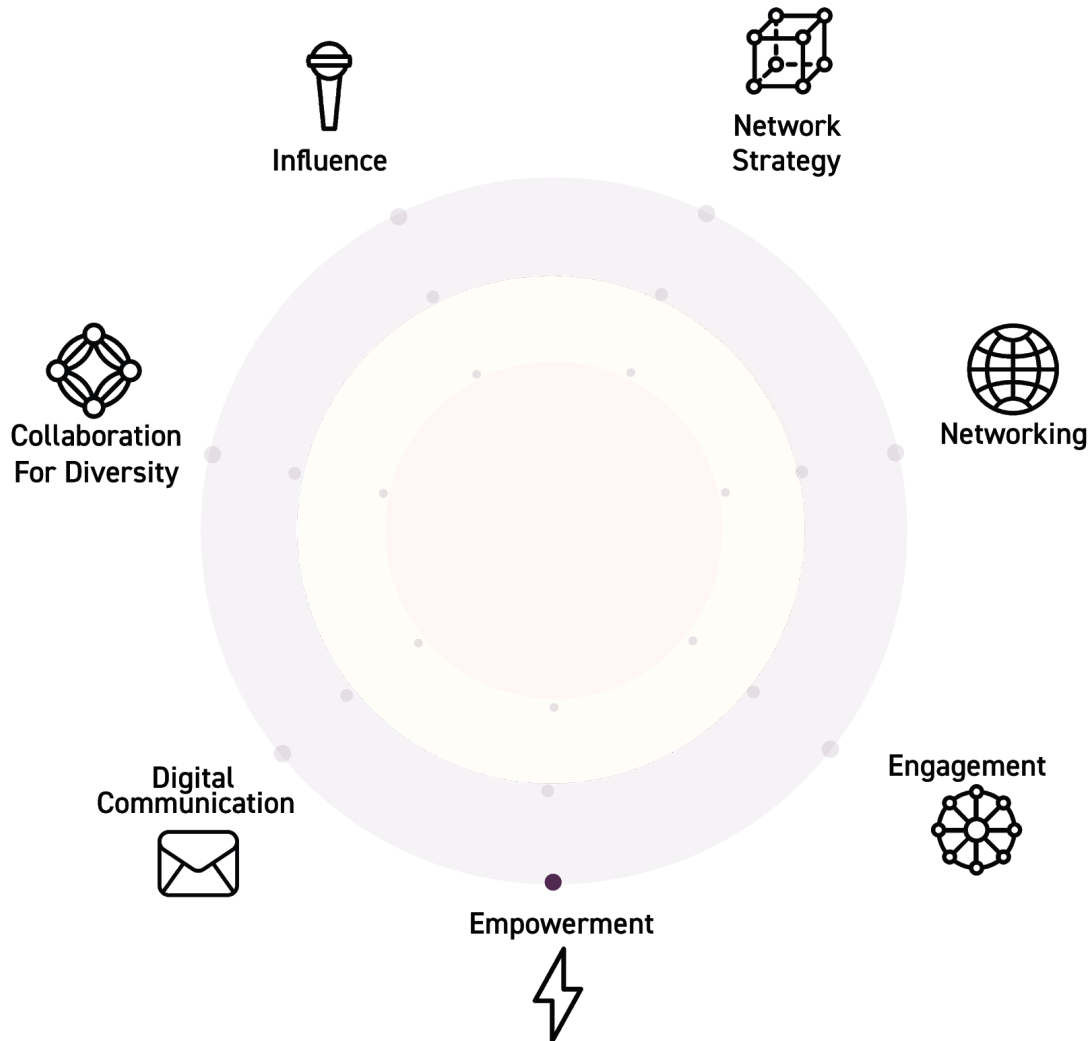 Influence
Network
Strategy
Collaboration
For Diversity
Networking
Digital
Communication
Engagement
Empowerment